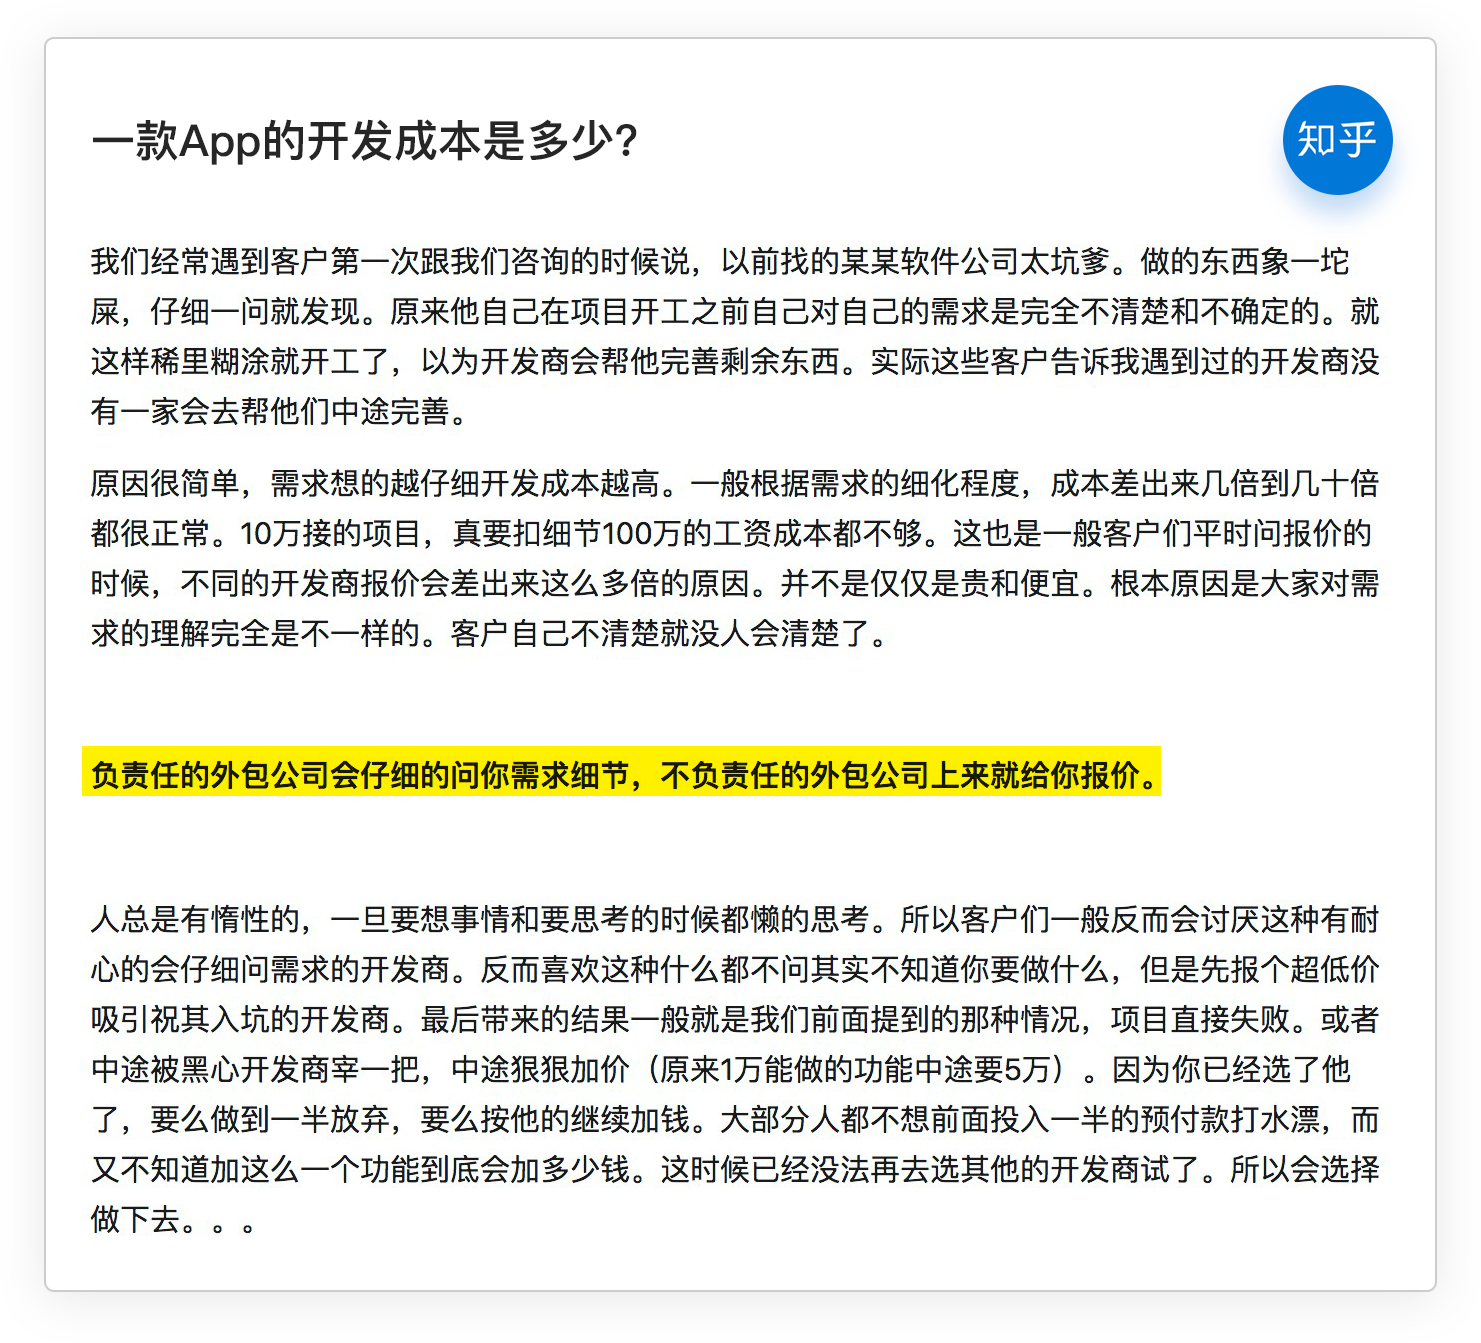 一款App的开发成本是多少?
知乎
我们经常遇到客户第一次跟我们咨询的时候说，以前找的某某软件公司太坑爹。做的东西象一坨
屎，仔细一问就发现。原来他自己在项目开工之前自己对自己的需求是完全不清楚和不确定的。就
这样稀里糊涂就开工了，以为开发商会帮他完善剩余东西。实际这些客户告诉我遇到过的开发商没
有一家会去帮他们中途完善。
原因很简单，需求想的越仔细开发成本越高。一般根据需求的细化程度，成本差出来几倍到几十倍
都很正常。10万接的项目，真要扣细节100万的工资成本都不够。这也是一般客户们平时问报价的
时候，不同的开发商报价会差出来这么多倍的原因。并不是仅仅是贵和便宜。根本原因是大家对需
求的理解完全是不一样的。客户自己不清楚就没人会清楚了。
负责任的外包公司会仔细的问你需求细节，不负责任的外包公司上来就给你报价。
人总是有惰性的，一旦要想事情和要思考的时候都懒的思考。所以客户们一般反而会讨厌这种有耐
心的会仔细问需求的开发商。反而喜欢这种什么都不问其实不知道你要做什么，但是先报个超低价
吸引祝其入坑的开发商。最后带来的结果一般就是我们前面提到的那种情况，项目直接失败。或者
中途被黑心开发商宰一把，中途狠狠加价（原来1万能做的功能中途要5万）。因为你已经选了他
了，要么做到一半放弃，要么按他的继续加钱。大部分人都不想前面投入一半的预付款打水漂，而
又不知道加这么一个功能到底会加多少钱。这时候已经没法再去选其他的开发商试了。所以会选择
做下去。。。